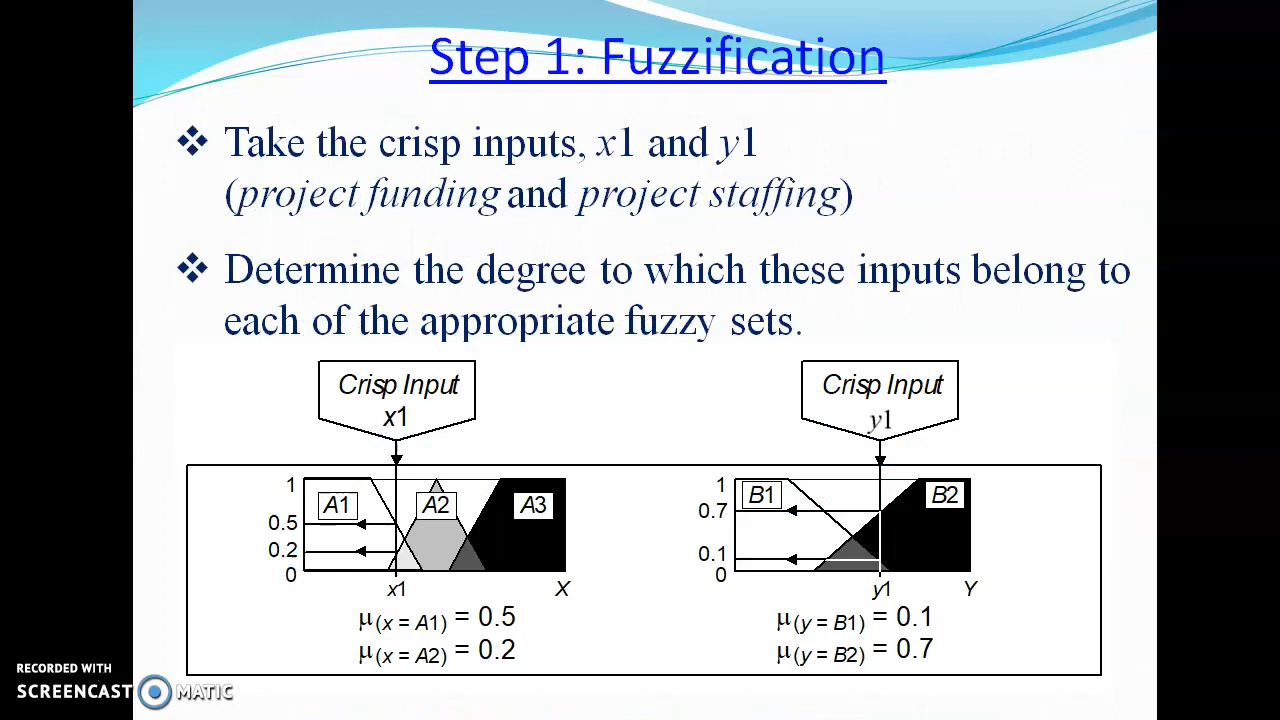 Step 1: Fuzzification
❖ Take the crisp inputs, x1 and y1
(project funding and project staffing)
❖ Determine the degree to which these inputs belong to
each of the appropriate fuzzy sets.
Crisp Input
x1
Crisp Input
y1
1
0.5
0.2
0
A1
A2
A3
x1
X
μ(x = A1) = 0.5
μ(x = A2) = 0.2
1
0.7
0.1
0
B1
B2
y1
Y
μ(y = B1) = 0.1
μ(y = B2) = 0.7
RECORDED WITH
SCREENCAST MATIC